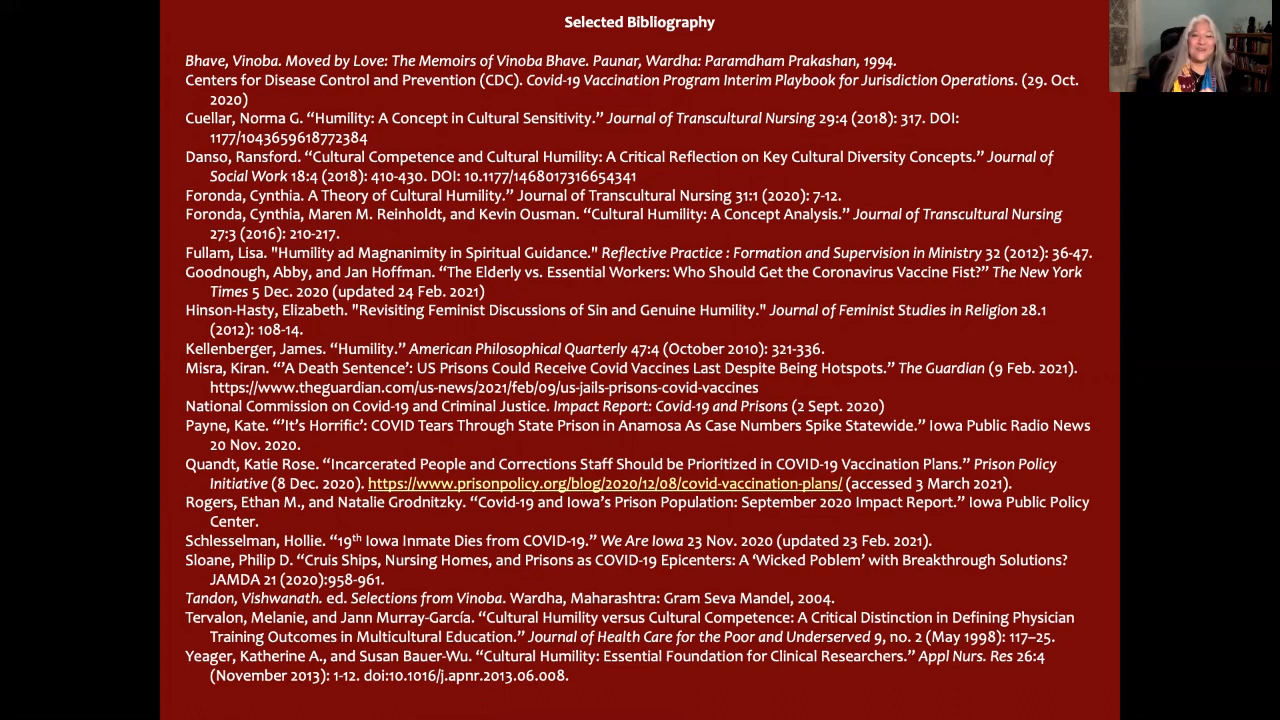 Selected Bibliography
Bhave, Vinoba. Moved by Love: The Memoirs of Vinoba Bhave. Paunar, Wardha: Paramdham Prakashan, 1994.
Centers for Disease Control and Prevention (CDC). Covid-19 Vaccination Program Interim Playbook for Jurisdiction Operations. (29. Oct.
2020)
Cuellar, Norma G. “Humility: A Concept in Cultural Sensitivity.” Journal of Transcultural Nursing 29:4 (2018): 317. DOI:
1177/1043659618772384
Danso, Ransford. “Cultural Competence and Cultural Humility: A Critical Reflection on Key Cultural Diversity Concepts.” Journal of
Social Work 18:4 (2018): 410-430. DOI: 10.1177/1468017316654341
Foronda, Cynthia. A Theory of Cultural Humility.” Journal of Transcultural Nursing 31:1 (2020): 7-12.
Foronda, Cynthia, Maren M. Reinholdt, and Kevin Ousman. “Cultural Humility: A Concept Analysis.” Journal of Transcultural Nursing
27:3 (2016): 210-217.
Fullam, Lisa. "Humility ad Magnanimity in Spiritual Guidance." Reflective Practice : Formation and Supervision in Ministry 32 (2012): 36-47.
Goodnough, Abby, and Jan Hoffman. “The Elderly vs. Essential Workers: Who Should Get the Coronavirus Vaccine Fist?” The New York
Times 5 Dec. 2020 (updated 24 Feb. 2021)
Hinson-Hasty, Elizabeth. "Revisiting Feminist Discussions of Sin and Genuine Humility." Journal of Feminist Studies in Religion 28.1
(2012): 108-14.
Kellenberger, James. “Humility.” American Philosophical Quarterly 47:4 (October 2010): 321-336.
Misra, Kiran. “’A Death Sentence’: US Prisons Could Receive Covid Vaccines Last Despite Being Hotspots.” The Guardian (9 Feb. 2021).
https://www.theguardian.com/us-news/2021/feb/09/us-jails-prisons-covid-vaccines
National Commission on Covid-19 and Criminal Justice. Impact Report: Covid-19 and Prisons (2 Sept. 2020)
Payne, Kate. “’It’s Horrific’: COVID Tears Through State Prison in Anamosa As Case Numbers Spike Statewide.” Iowa Public Radio News
20 Nov. 2020.
Quandt, Katie Rose. “Incarcerated People and Corrections Staff Should be Prioritized in COVID-19 Vaccination Plans.” Prison Policy
Initiative (8 Dec. 2020). https://www.prisonpolicy.org/blog/2020/12/08/covid-vaccination-plans/ (accessed 3 March 2021).
Rogers, Ethan M., and Natalie Grodnitzky. “Covid-19 and Iowa’s Prison Population: September 2020 Impact Report.” Iowa Public Policy
Center.
Schlesselman, Hollie. “19th Iowa Inmate Dies from COVID-19.” We Are Iowa 23 Nov. 2020 (updated 23 Feb. 2021).
Sloane, Philip D. “Cruis Ships, Nursing Homes, and Prisons as COVID-19 Epicenters: A ‘Wicked Poblem’ with Breakthrough Solutions?
JAMDA 21 (2020):958-961.
Tandon, Vishwanath. ed. Selections from Vinoba. Wardha, Maharashtra: Gram Seva Mandel, 2004.
Tervalon, Melanie, and Jann Murray-García. “Cultural Humility versus Cultural Competence: A Critical Distinction in Defining Physician
Training Outcomes in Multicultural Education.” Journal of Health Care for the Poor and Underserved 9, no. 2 (May 1998): 117–25.
Yeager, Katherine A., and Susan Bauer-Wu. “Cultural Humility: Essential Foundation for Clinical Researchers.” Appl Nurs. Res 26:4
(November 2013): 1-12. doi:10.1016/j.apnr.2013.06.008.